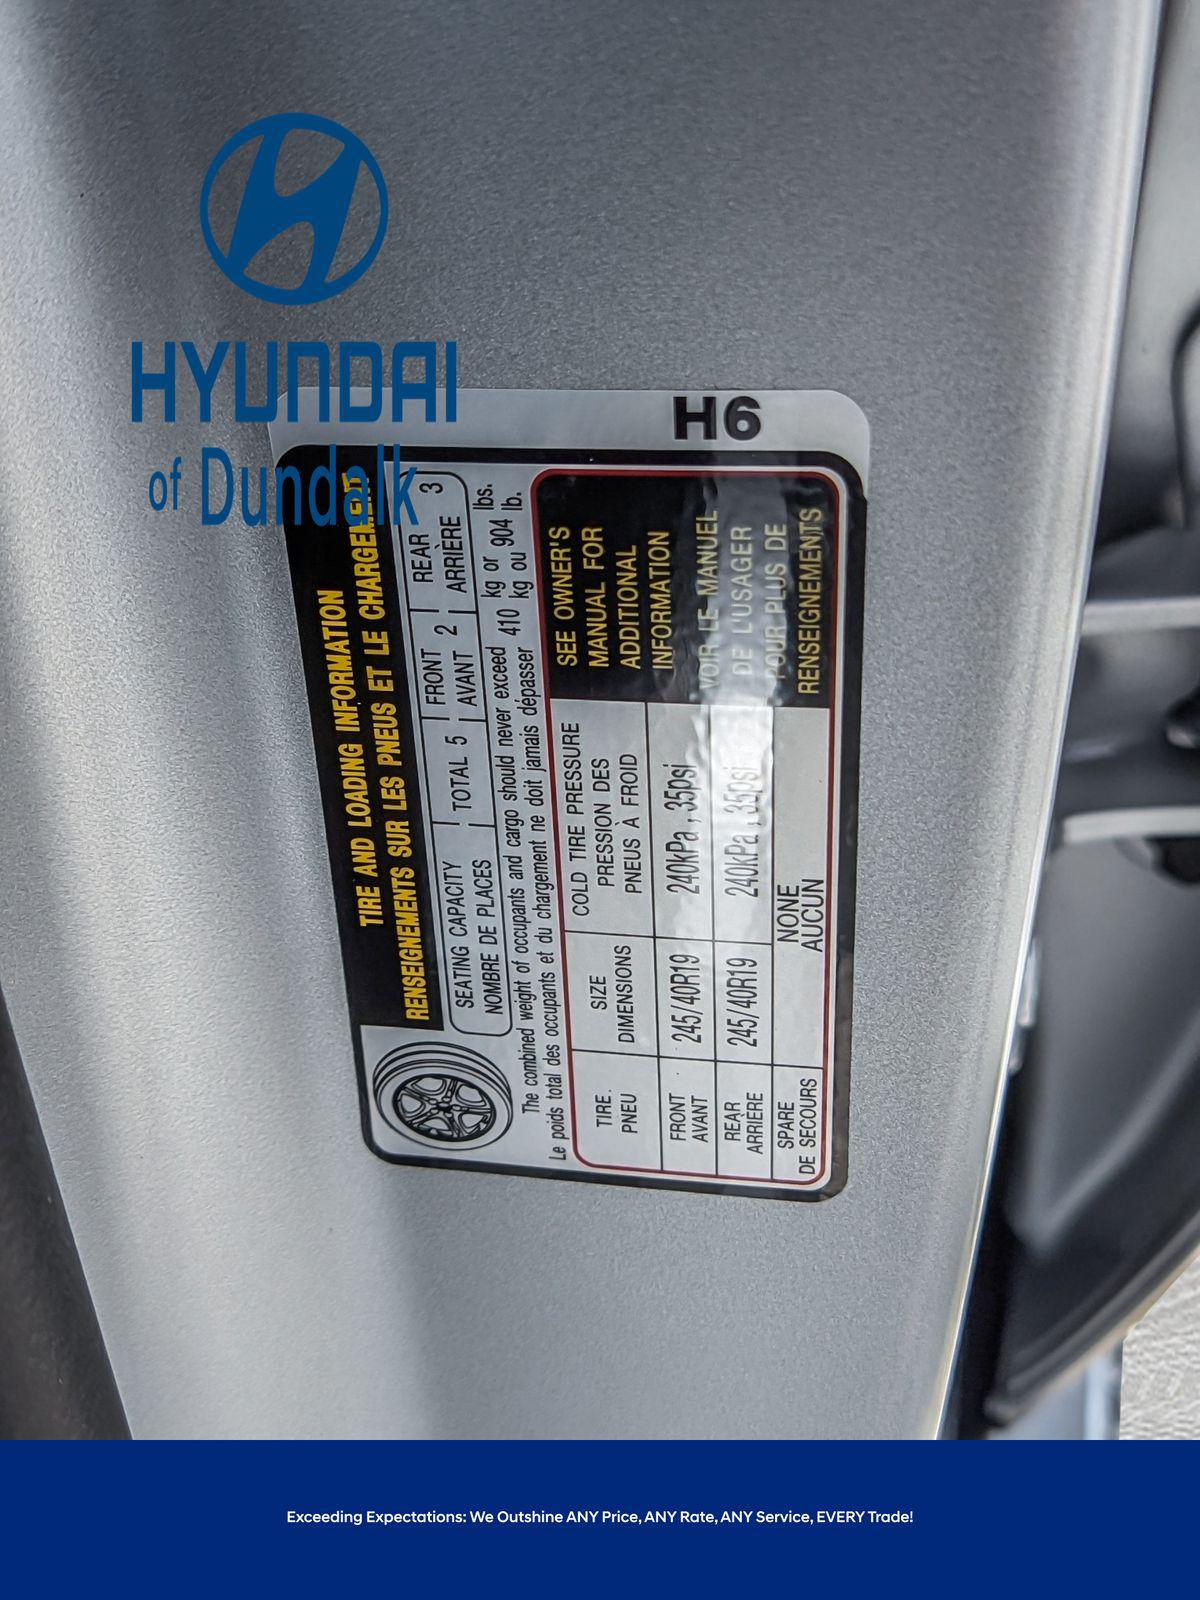 HYUNDAI
of Dundalk
H6
TIRE AND LOADING INFORMATION
RENSEIGNEMENTS SUR LES PNEUS ET LE CHARGEMENT
SEATING CAPACITY
NOMBRE DE PLACES
TOTAL 5
FRONT
AVANT 2
REAR
ARRIÈRE 3
The combined weight of occupants and cargo should never exceed 410 kg or 904 lbs.
Le poids total des occupants et du chargement ne doit jamais dépasser 410 kg ou 904 lb.
TIRE.
PNEU
SIZE
DIMENSIONS
COLD TIRE PRESSURE
PRESSION DES
PNEUS À FROID
FRONT
AVANT
245/40R19
240kPa , 35psi
REAR
ARRIÈRE
245/40R19
240kPa , 35psi
SPARE
DE SECOURS
NONE
AUCUN
SEE OWNER'S
MANUAL FOR
ADDITIONAL
INFORMATION
VOIR LE MANUEL
DE L'USAGER
POUR PLUS DE
RENSEIGNEMENTS
Exceeding Expectations: We Outshine ANY Price, ANY Rate, ANY Service, EVERY Trade!